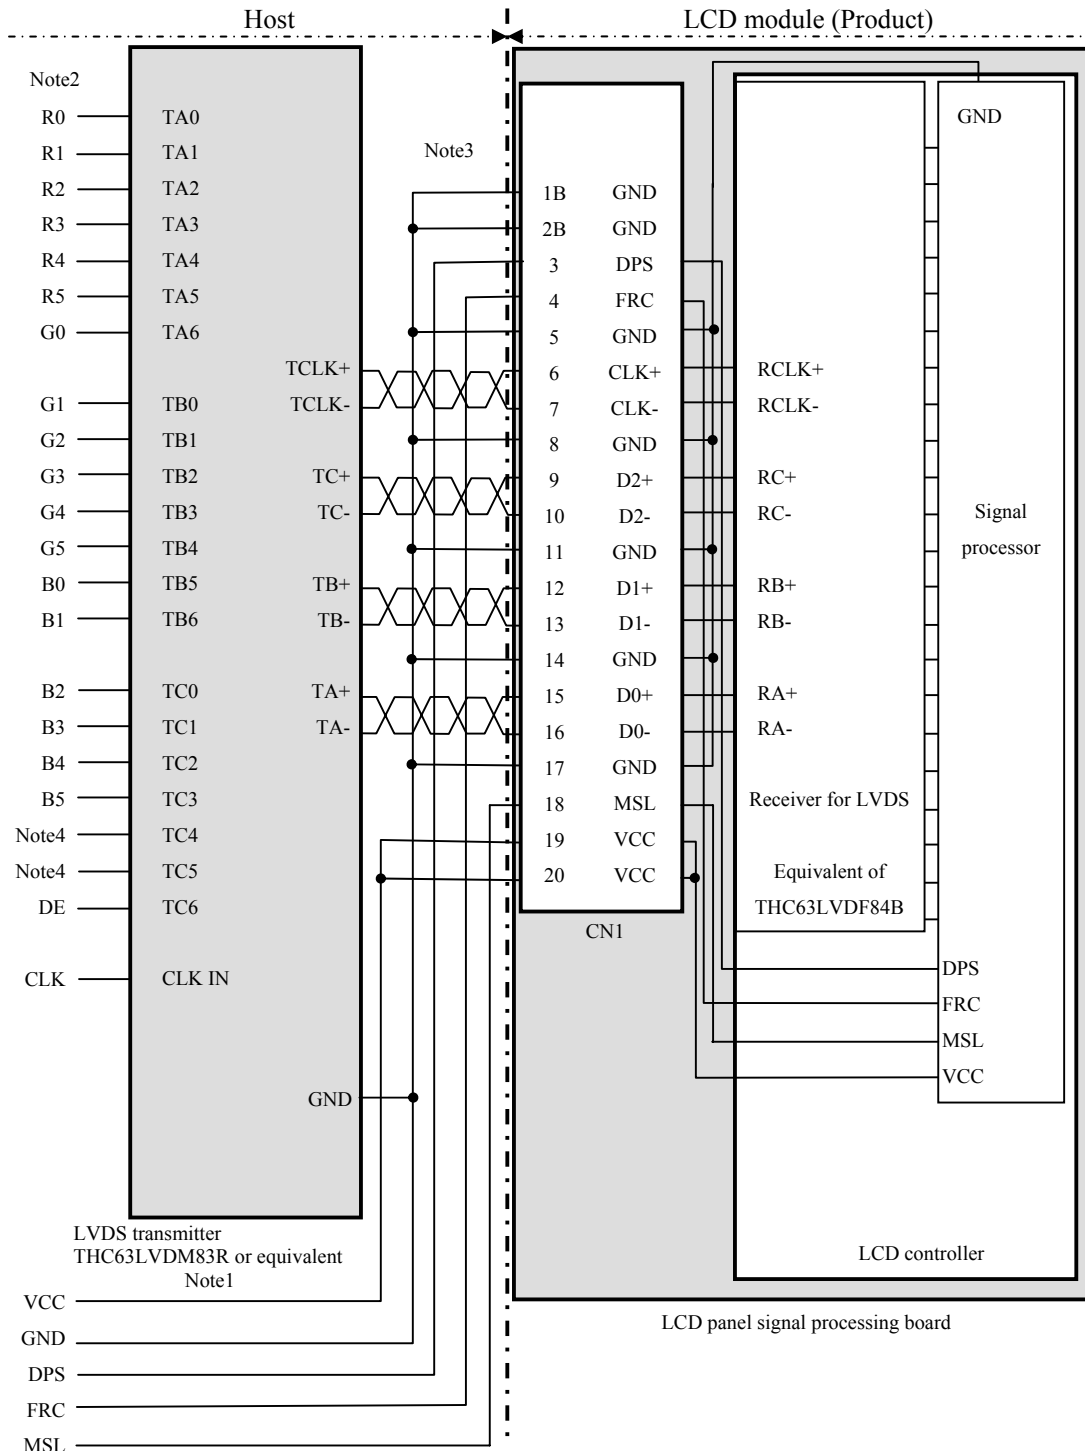 Host
LCD module (Product)
Note2
R0 TA0
R1 TA1
R2 TA2
R3 TA3
R4 TA4
R5 TA5
G0 TA6
TCLK+
G1 TB0 TCLK-
G2 TB1
G3 TB2 TC+
G4 TB3 TC-
G5 TB4
B0 TB5 TB+
B1 TB6 TB-
B2 TC0 TA+
B3 TC1 TA-
B4 TC2
B5 TC3
Note4 TC4
Note4 TC5
DE TC6
CLK CLK IN
GND
LVDS transmitter
THC63LVDM83R or equivalent
Note1
VCC
GND
DPS
FRC
MSL
Note3
1B GND
2B GND
3 DPS
4 FRC
5 GND
6 CLK+
7 CLK-
8 GND
9 D2+
10 D2-
11 GND
12 D1+
13 D1-
14 GND
15 D0+
16 D0-
17 GND
18 MSL
19 VCC
20 VCC
CN1
RCLK+
RCLK-
RC+
RC-
RB+
RB-
RA+
RA-
Receiver for LVDS
Equivalent of
THC63LVDF84B
GND
Signal
processor
DPS
FRC
MSL
VCC
LCD controller
LCD panel signal processing board